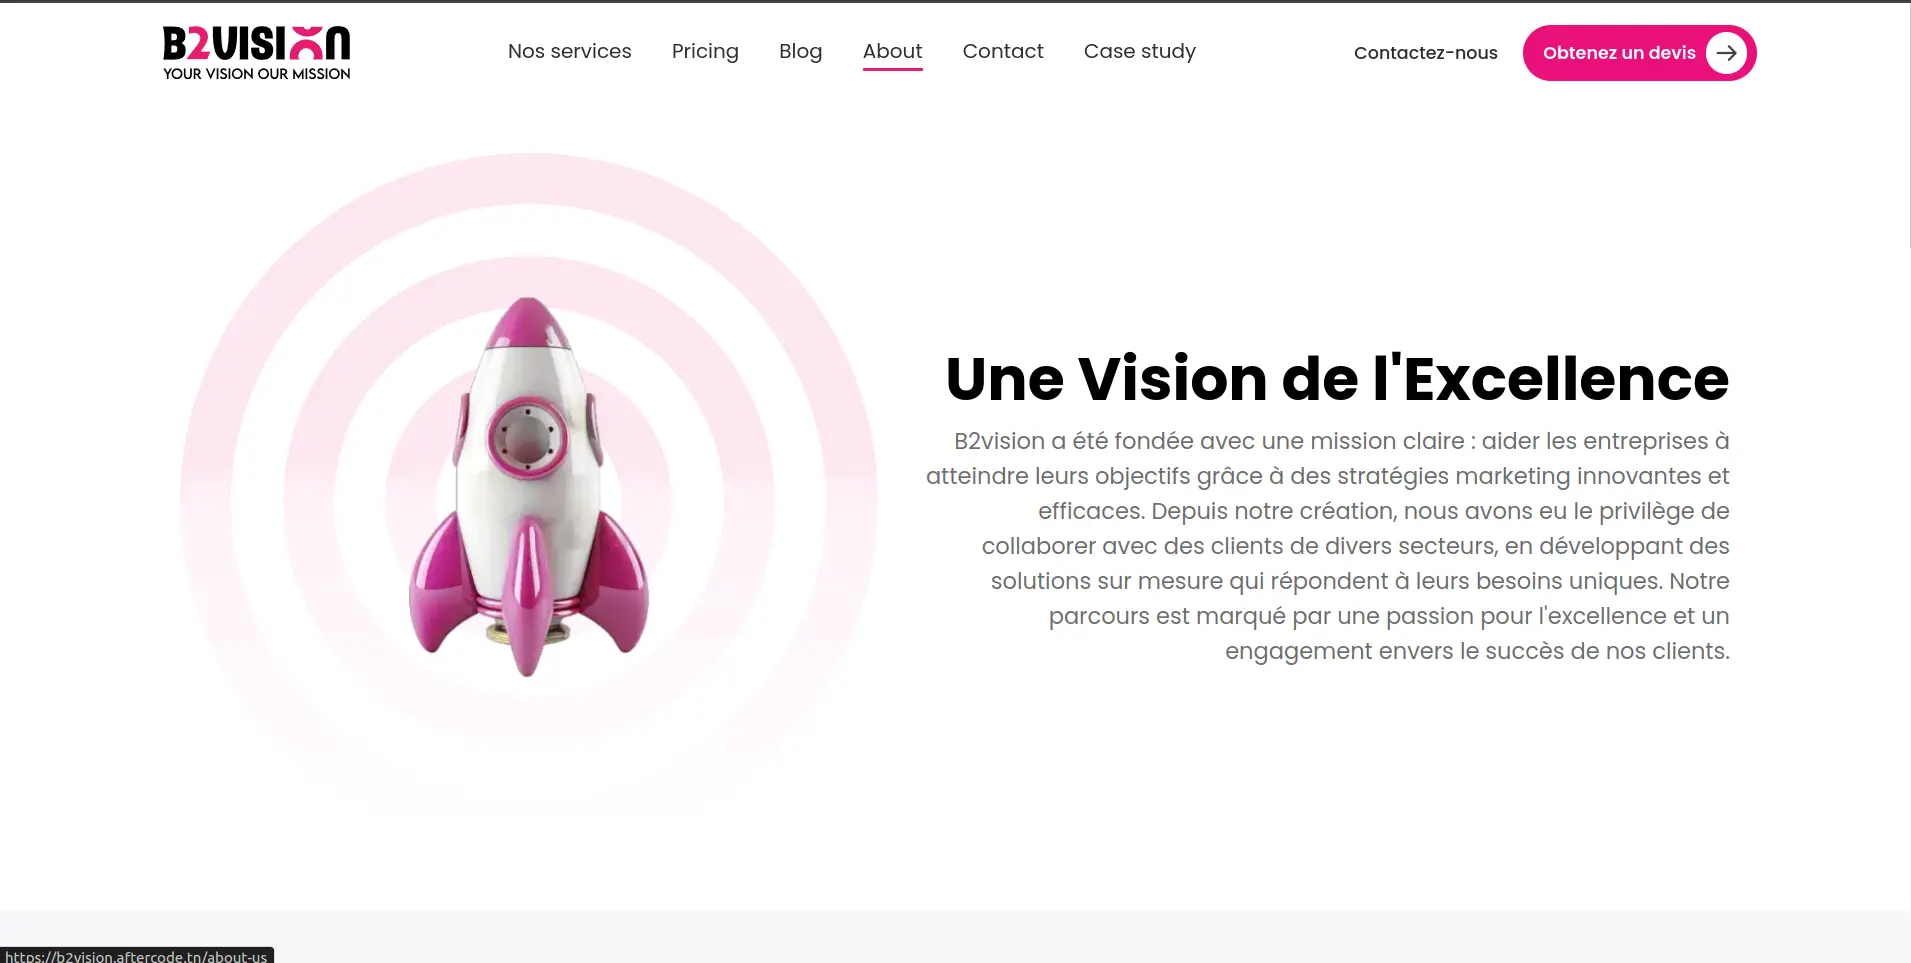 B2VISION
YOUR VISION OUR MISSION
Nos services
Pricing
Blog
About
Contact
Case study
Contactez-nous
Obtenez un devis
Une Vision de l'Excellence
B2vision a été fondée avec une mission claire : aider les entreprises à
atteindre leurs objectifs grâce à des stratégies marketing innovantes et
efficaces. Depuis notre création, nous avons eu le privilège de
collaborer avec des clients de divers secteurs, en développant des
solutions sur mesure qui répondent à leurs besoins uniques. Notre
parcours est marqué par une passion pour l'excellence et un
engagement envers le succès de nos clients.
https://b2vision.aftercode.tn/about-us